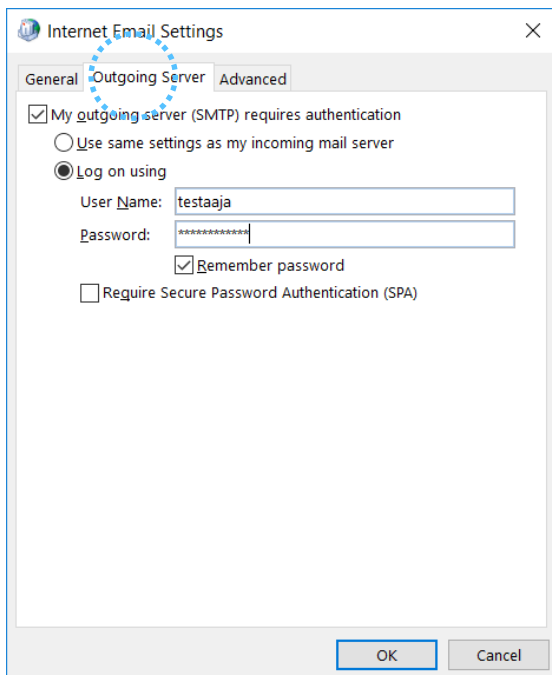 Internet Email Settings
General Outgoing Server Advanced
My outgoing server (SMTP) requires authentication
Use same settings as my incoming mail server
Log on using
User Name: testaaja
Password: ************
Remember password
Require Secure Password Authentication (SPA)
OK Cancel